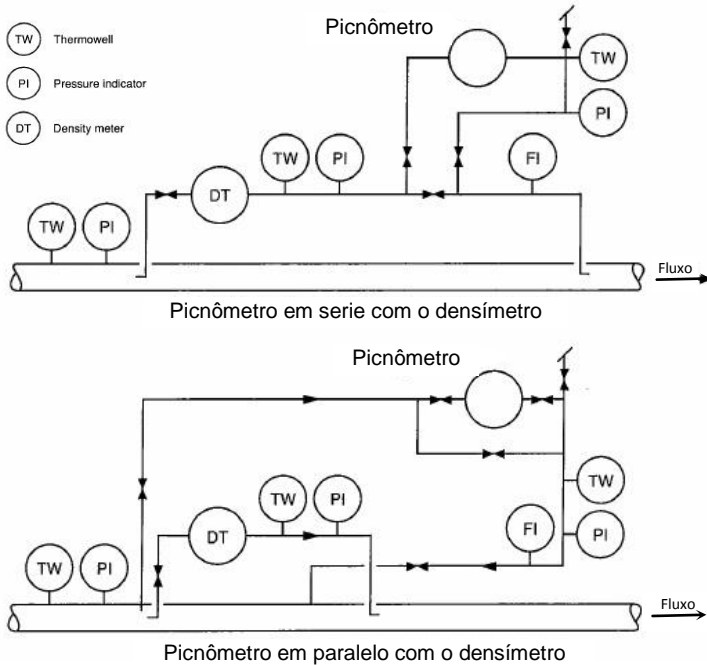 Picnômetro
TW Thermowell
PI Pressure indicator
DT Density meter
TW
PI
TW
PI
FI
DT
TW
PI
Fluxo
Picnômetro em serie com o densímetro
Picnômetro
TW
TW
PI
DT
FI
PI
TW
PI
Fluxo
Picnômetro em paralelo com o densímetro